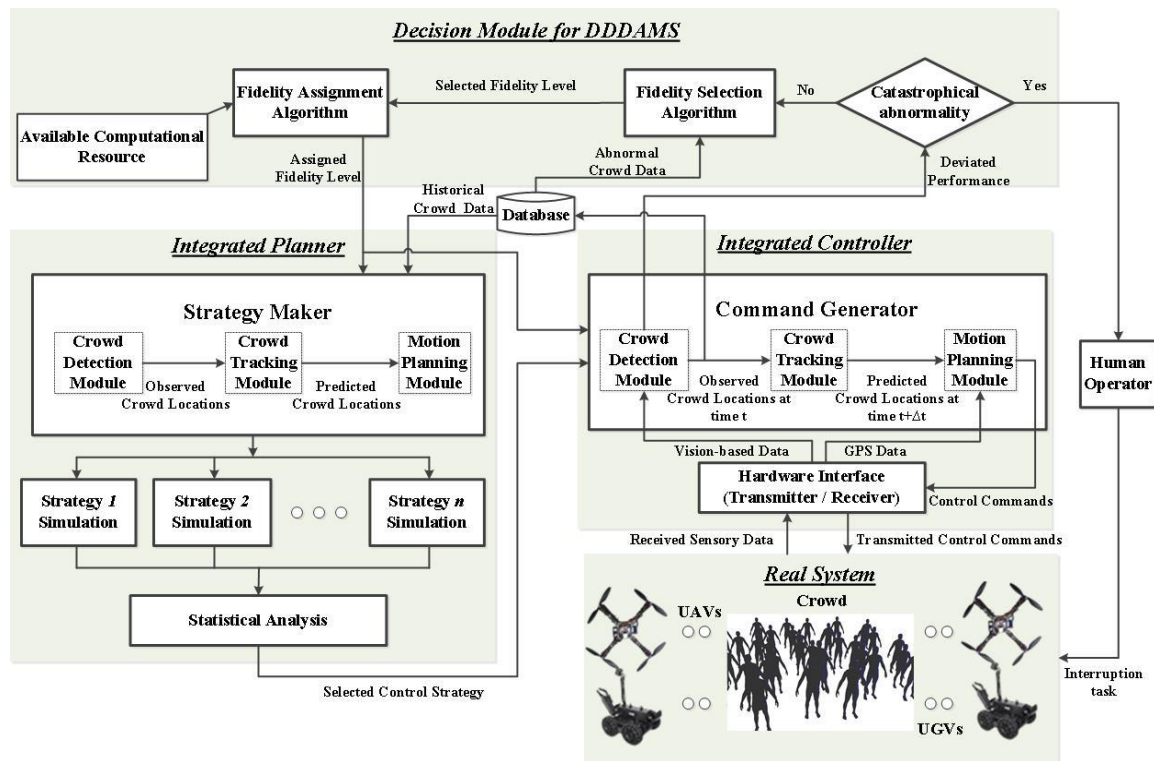 Decision Module for DDDAMS
Fidelity Assignment
Algorithm
Selected Fidelity Level
Fidelity Selection
Algorithm
No
Catastrophical
abnormality
Yes
Available Computational
Resource
Assigned
Fidelity Level
Abnormal
Crowd Data
Deviated
Performance
Historical
Crowd Data
Database
Integrated Planner
Strategy Maker
Crowd
Detection
Module
Observed
Crowd Locations
Crowd
Tracking
Module
Predicted
Crowd Locations
Motion
Planning
Module
Strategy 1
Simulation
Strategy 2
Simulation
Strategy n
Simulation
Statistical Analysis
Selected Control Strategy
Integrated Controller
Command Generator
Crowd
Detection
Module
Observed
Crowd Locations at
time t
Crowd
Tracking
Module
Predicted
Crowd Locations at
time t+Δt
Motion
Planning
Module
Vision-based Data
GPS Data
Hardware Interface
(Transmitter / Receiver)
Control Commands
Received Sensory Data
Transmitted Control Commands
Human
Operator
Interruption
task
Real System
Crowd
UAVs
UGVs